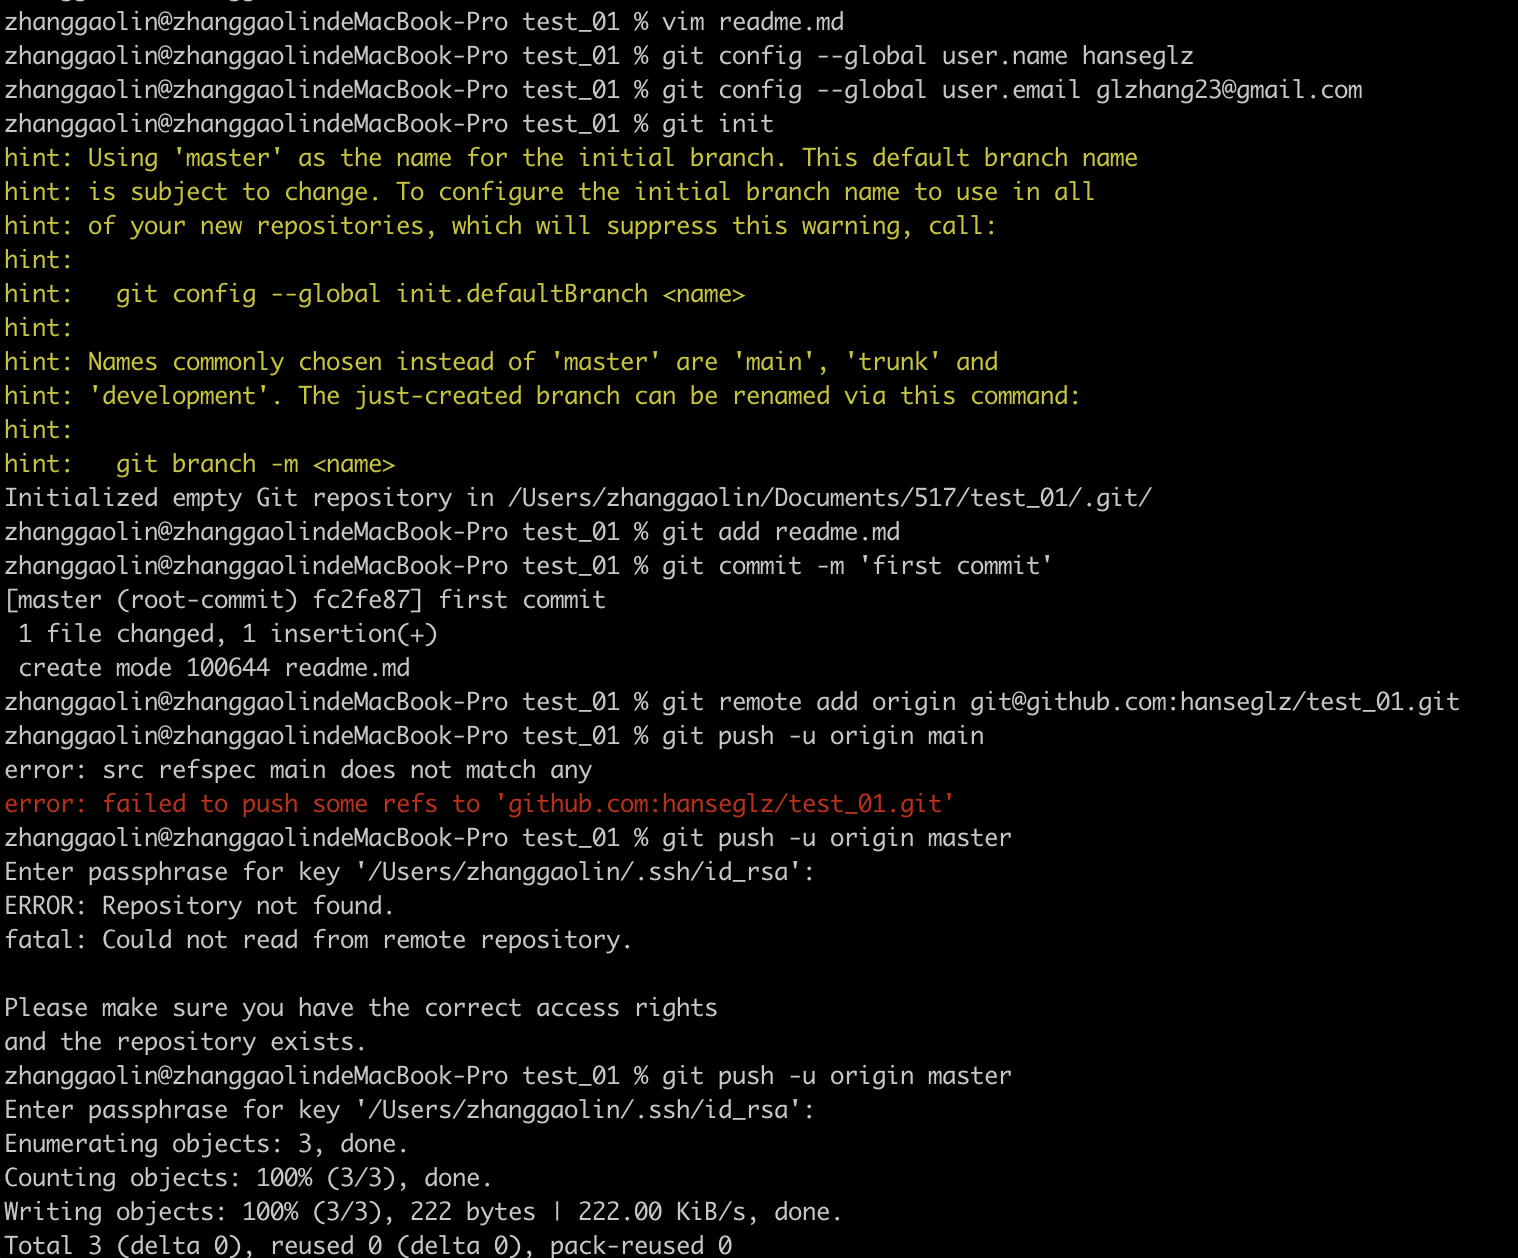 zhanggaolin@zhanggaolindeMacBook-Pro test_01 % vim readme.md
zhanggaolin@zhanggaolindeMacBook-Pro test_01 % git config --global user.name hanseglz
zhanggaolin@zhanggaolindeMacBook-Pro test_01 % git config --global user.email glzhang23@gmail.com
zhanggaolin@zhanggaolindeMacBook-Pro test_01 % git init
hint: Using 'master' as the name for the initial branch. This default branch name
hint: is subject to change. To configure the initial branch name to use in all
hint: of your new repositories, which will suppress this warning, call:
hint:
hint:   git config --global init.defaultBranch <name>
hint:
hint: Names commonly chosen instead of 'master' are 'main', 'trunk' and
hint: 'development'. The just-created branch can be renamed via this command:
hint:
hint:   git branch -m <name>
Initialized empty Git repository in /Users/zhanggaolin/Documents/517/test_01/.git/
zhanggaolin@zhanggaolindeMacBook-Pro test_01 % git add readme.md
zhanggaolin@zhanggaolindeMacBook-Pro test_01 % git commit -m 'first commit'
[master (root-commit) fc2fe87] first commit
 1 file changed, 1 insertion(+)
 create mode 100644 readme.md
zhanggaolin@zhanggaolindeMacBook-Pro test_01 % git remote add origin git@github.com:hanseglz/test_01.git
zhanggaolin@zhanggaolindeMacBook-Pro test_01 % git push -u origin main
error: src refspec main does not match any
error: failed to push some refs to 'github.com:hanseglz/test_01.git'
zhanggaolin@zhanggaolindeMacBook-Pro test_01 % git push -u origin master
Enter passphrase for key '/Users/zhanggaolin/.ssh/id_rsa':
ERROR: Repository not found.
fatal: Could not read from remote repository.

Please make sure you have the correct access rights
and the repository exists.
zhanggaolin@zhanggaolindeMacBook-Pro test_01 % git push -u origin master
Enter passphrase for key '/Users/zhanggaolin/.ssh/id_rsa':
Enumerating objects: 3, done.
Counting objects: 100% (3/3), done.
Writing objects: 100% (3/3), 222 bytes | 222.00 KiB/s, done.
Total 3 (delta 0), reused 0 (delta 0), pack-reused 0